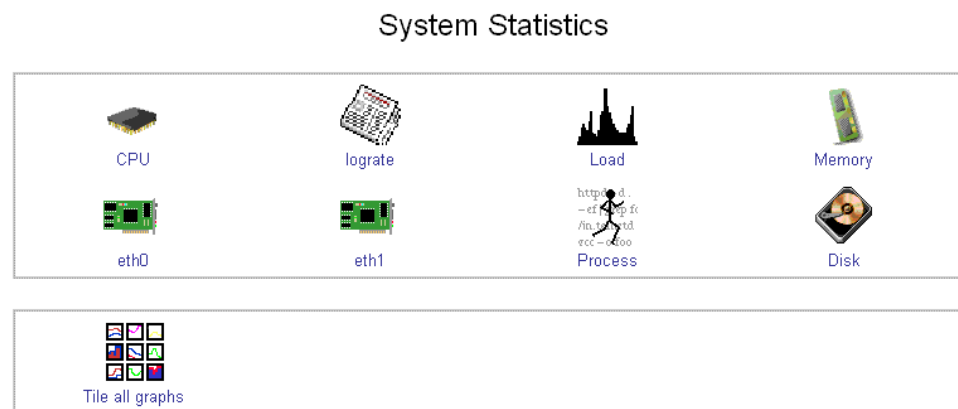 System Statistics
CPU
lograte
Load
Memory
eth0
eth1
Process
Disk
Tile all graphs